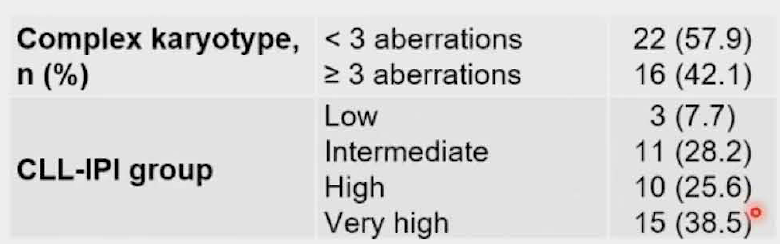 Complex karyotype, < 3 aberrations 22 (57.9)
n (%) ≥ 3 aberrations 16 (42.1)
Low 3 (7.7)
Intermediate 11 (28.2)
CLL-IPI group
High 10 (25.6)
Very high 15 (38.5)